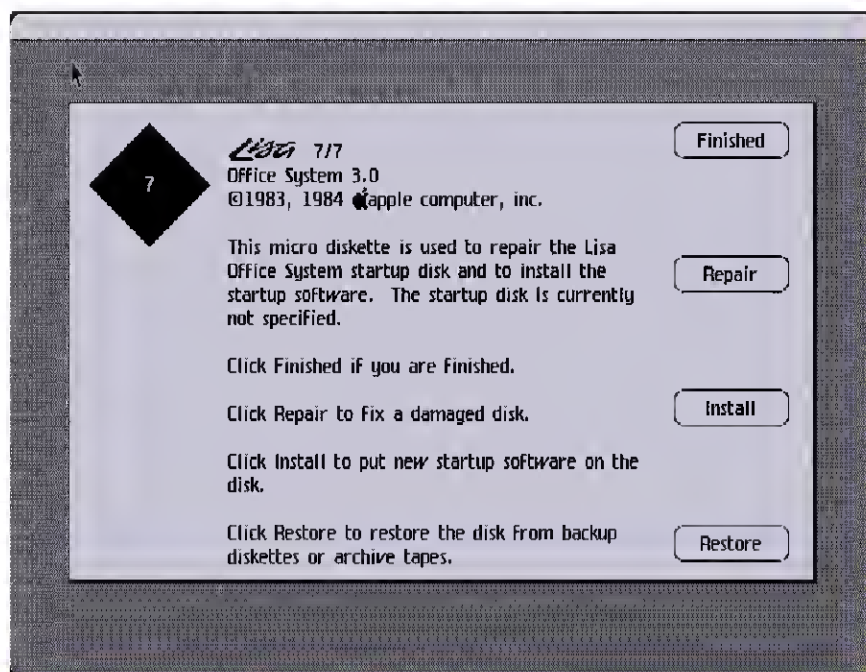 7
Lisa 7/7
Office System 3.0
©1983, 1984 apple computer, inc.
This micro diskette is used to repair the Lisa
Office System startup disk and to install the
startup software. The startup disk is currently
not specified.
Click Finished if you are finished.
Click Repair to fix a damaged disk.
Click Install to put new startup software on the
disk.
Click Restore to restore the disk from backup
diskettes or archive tapes.
Finished
Repair
Install
Restore